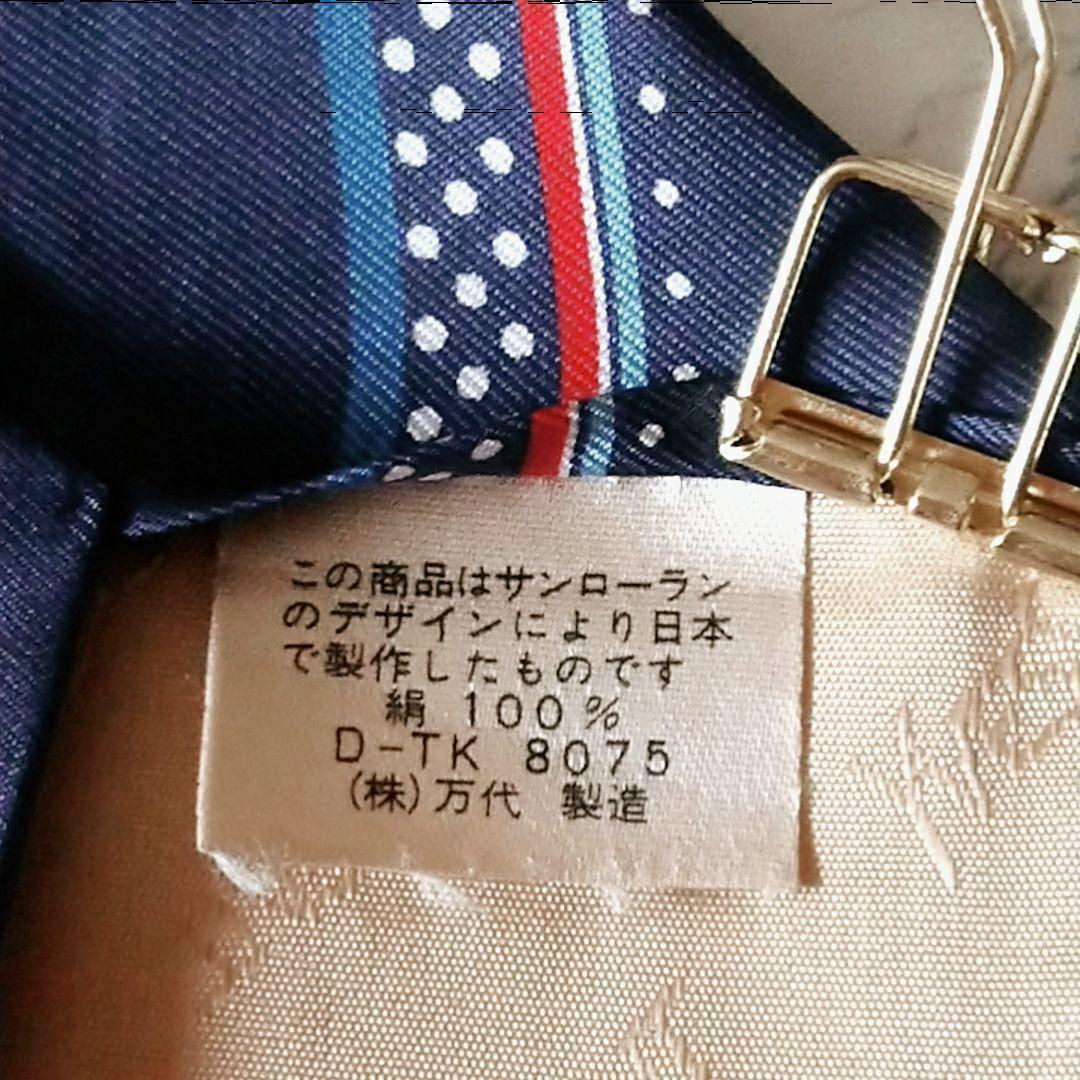 この商品はサンローラン
のデザインにより日本
で製作したものです
絹 100%
D-TK 8075
(株)万代 製造